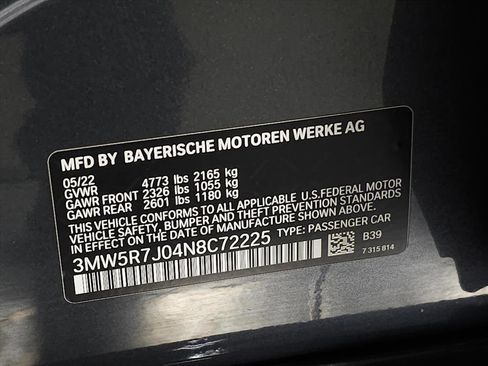 MFD BY BAYERISCHE MOTOREN WERKE AG
05/22
GVWR 4773 lbs 2165 kg
GAWR FRONT 2326 lbs 1055 kg
GAWR REAR 2601 lbs 1180 kg
THIS VEHICLE CONFORMS TO ALL APPLICABLE U.S.FEDERAL MOTOR
VEHICLE SAFETY, BUMPER AND THEFT PREVENTION STANDARDS
IN EFFECT ON THE DATE OF MANUFACTURE SHOWN ABOVE.
3MW5R7J04N8C72225 TYPE: PASSENGER CAR
B39
7 315 814